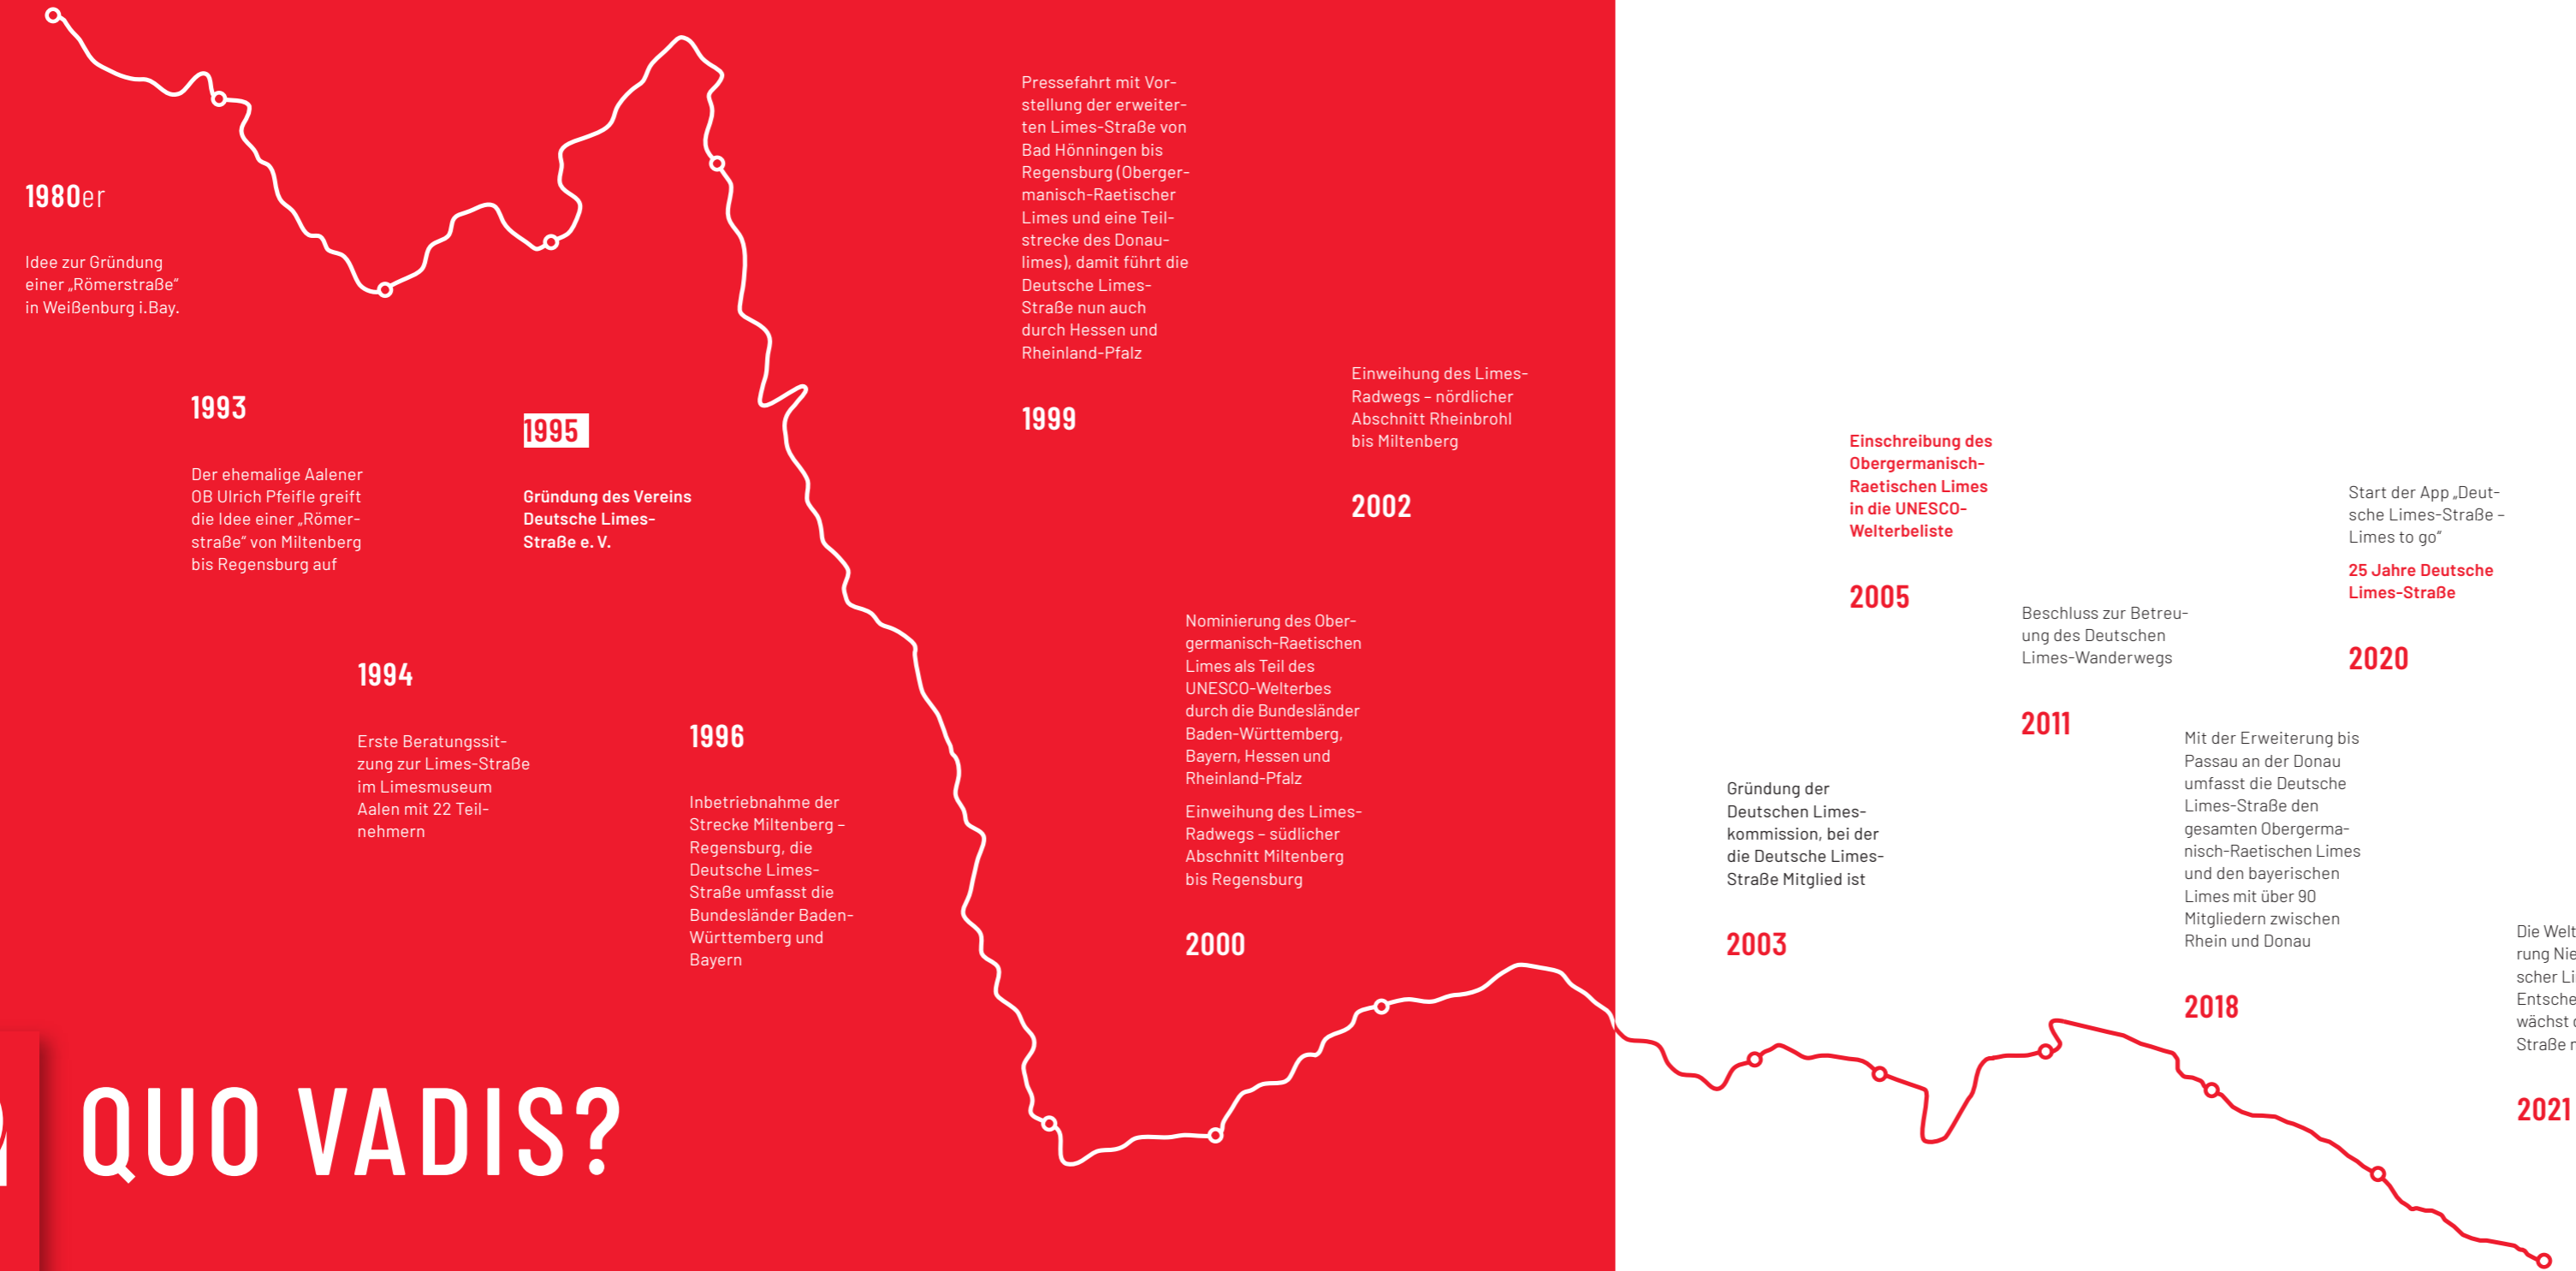 1980er
Idee zur Gründung
einer „Römerstraße“
in Weißenburg i.Bay.
1993
Der ehemalige Aalener
OB Ulrich Pfeifle greift
die Idee einer „Römer-
straße“ von Miltenberg
bis Regensburg auf
1994
Erste Beratungssit-
zung zur Limes-Straße
im Limesmuseum
Aalen mit 22 Teil-
nehmern
1995
Gründung des Vereins
Deutsche Limes-
Straße e. V.
1996
Inbetriebnahme der
Strecke Miltenberg –
Regensburg, die
Deutsche Limes-
Straße umfasst die
Bundesländer Baden-
Württemberg und
Bayern
Pressefahrt mit Vor-
stellung der erweiter-
ten Limes-Straße von
Bad Hönningen bis
Regensburg (Oberger-
manisch-Raetischer
Limes und eine Teil-
strecke des Donau-
limes), damit führt die
Deutsche Limes-
Straße nun auch
durch Hessen und
Rheinland-Pfalz
1999
Nominierung des Ober-
germanisch-Raetischen
Limes als Teil des
UNESCO-Welterbes
durch die Bundesländer
Baden-Württemberg,
Bayern, Hessen und
Rheinland-Pfalz
Einweihung des Limes-
Radwegs – südlicher
Abschnitt Miltenberg
bis Regensburg
2000
Einweihung des Limes-
Radwegs – nördlicher
Abschnitt Rheinbrohl
bis Miltenberg
2002
Gründung der
Deutschen Limes-
kommission, bei der
die Deutsche Limes-
Straße Mitglied ist
2003
Einschreibung des
Obergermanisch-
Raetischen Limes
in die UNESCO-
Welterbeliste
2005
Beschluss zur Betreu-
ung des Deutschen
Limes-Wanderwegs
2011
Mit der Erweiterung bis
Passau an der Donau
umfasst die Deutsche
Limes-Straße den
gesamten Obergerma-
nisch-Raetischen Limes
und den bayerischen
Limes mit über 90
Mitgliedern zwischen
Rhein und Donau
2018
Start der App „Deut-
sche Limes-Straße –
Limes to go“
25 Jahre Deutsche
Limes-Straße
2020
Die Welt
rung Nie
scher Li
Entsche
wächst
Straße
2021
QUO VADIS?